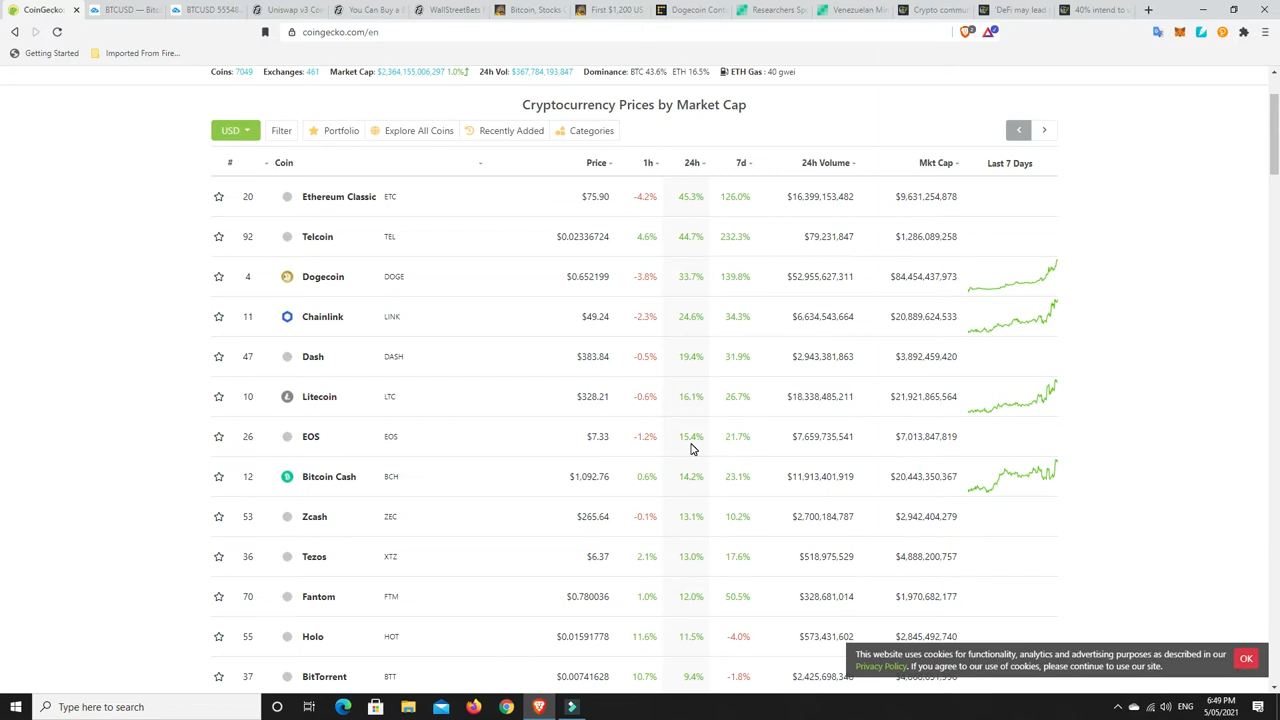 CoinGecko: BTCUSD — Bitc BTCUSD 55548 Uniswap v3 Co You Can Buy a B WallStreetBets Bitcoin, Stocks C First $1,200 US Dogecoin Cont Researchers Sp Venezuelan Mi Crypto commu 'DeFi may lead 40% intend to u
coingecko.com/en
Getting Started Imported From Fire...
Coins: 7049 Exchanges: 461 Market Cap: $2,364,155,006,297 1.0% 24h Vol: $367,784,193,847 Dominance: BTC 43.6% ETH 16.5% ETH Gas: 40 gwei
Cryptocurrency Prices by Market Cap
USD Filter Portfolio Explore All Coins Recently Added Categories
# Coin Price 1h 24h 7d 24h Volume Mkt Cap Last 7 Days
20 Ethereum Classic ETC $75.90 -4.2% 45.3% 126.0% $16,399,153,482 $9,631,254,878
92 Telcoin TEL $0.02336724 4.6% 44.7% 232.3% $79,231,847 $1,286,089,258
4 Dogecoin DOGE $0.652199 -3.8% 33.7% 139.8% $52,955,627,311 $84,454,437,973
11 Chainlink LINK $49.24 -2.3% 24.6% 34.3% $6,634,543,664 $20,889,624,533
47 Dash DASH $383.84 -0.5% 19.4% 31.9% $2,943,381,863 $3,892,459,420
10 Litecoin LTC $328.21 -0.6% 16.1% 26.7% $18,338,485,211 $21,921,865,564
26 EOS EOS $7.33 -1.2% 15.4% 21.7% $7,659,735,541 $7,013,847,819
12 Bitcoin Cash BCH $1,092.76 0.6% 14.2% 23.1% $11,913,401,919 $20,443,350,367
53 Zcash ZEC $265.64 -0.1% 13.1% 10.2% $2,700,184,787 $2,942,404,279
36 Tezos XTZ $6.37 2.1% 13.0% 17.6% $518,975,529 $4,888,200,757
70 Fantom FTM $0.780036 1.0% 12.0% 50.5% $328,681,014 $1,970,682,177
55 Holo HOT $0.01591778 11.6% 11.5% -4.0% $573,431,602 $2,845,492,740
37 BitTorrent BTT $0.00741628 10.7% 9.4% -1.8%
This website uses cookies for functionality, analytics and advertising purposes as described in our
Privacy Policy. If you agree to our use of cookies, please continue to use our site.
OK
Type here to search
ENG
6:49 PM
5/05/2021